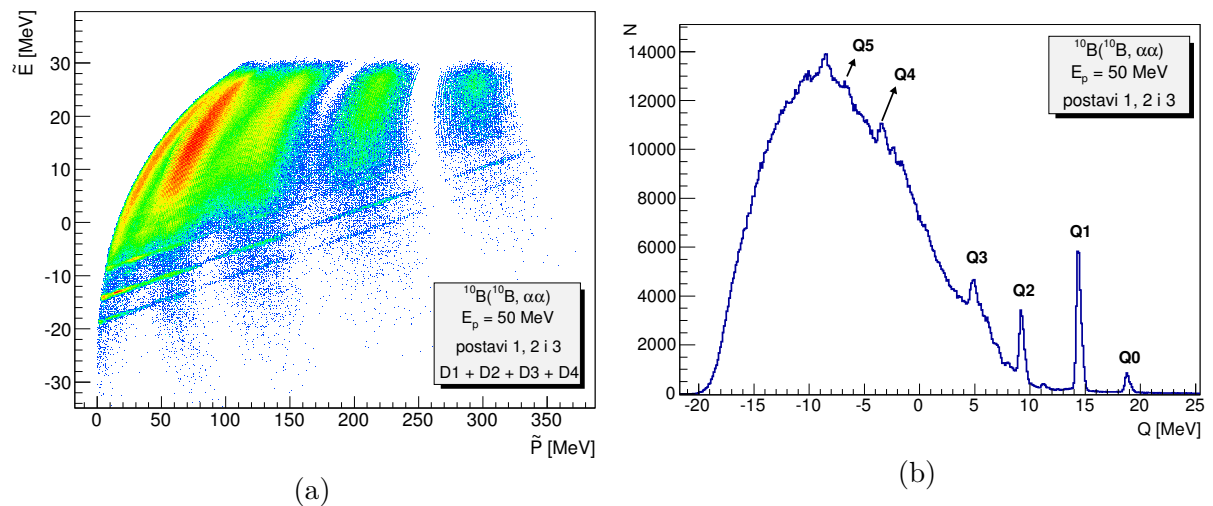 Ẽ [MeV]
30
20
10
0
-10
-20
-30
0 50 100 150 200 250 300 350
P̃ [MeV]
¹⁰B(¹⁰B, αα)
Eₚ = 50 MeV
postavi 1, 2 i 3
D1 + D2 + D3 + D4
(a)
N
14000
12000
10000
8000
6000
4000
2000
0
-20 -15 -10 -5 0 5 10 15 20 25
Q [MeV]
Q5
Q4
Q3
Q2
Q1
Q0
¹⁰B(¹⁰B, αα)
Eₚ = 50 MeV
postavi 1, 2 i 3
(b)